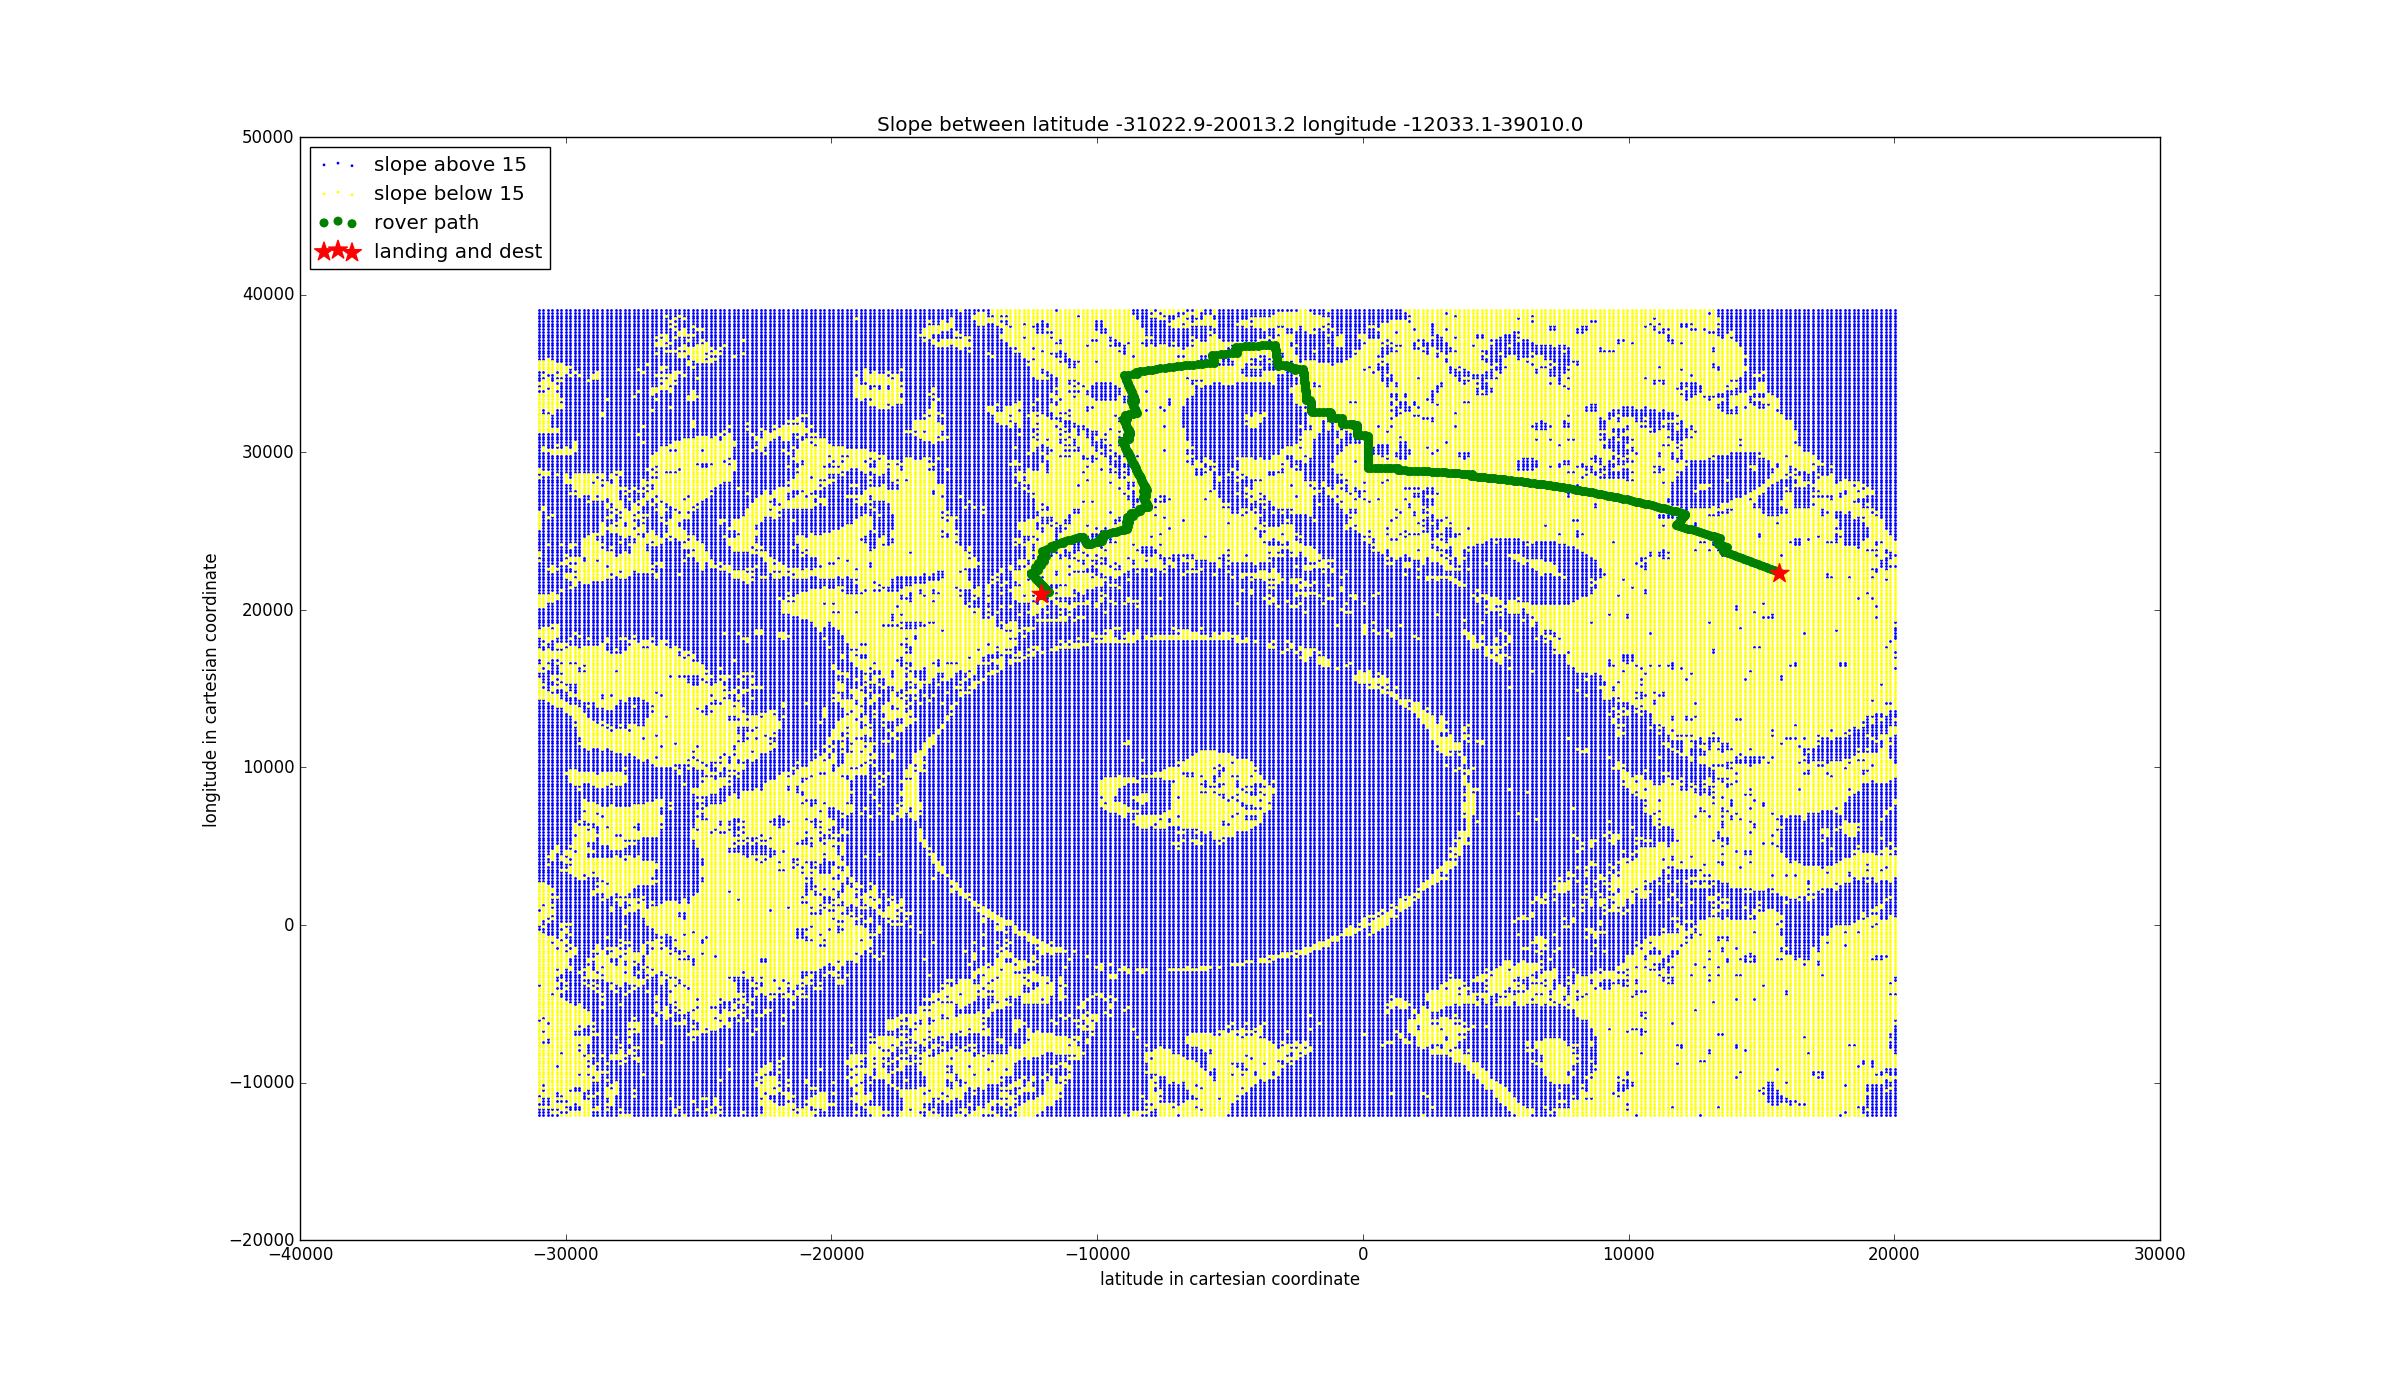 Slope between latitude -31022.9-20013.2 longitude -12033.1-39010.0
50000
slope above 15
slope below 15
rover path
landing and dest
40000
30000
20000
10000
0
−10000
−20000
longitude in cartesian coordinate
−40000 −30000 −20000 −10000 0 10000 20000 30000
latitude in cartesian coordinate